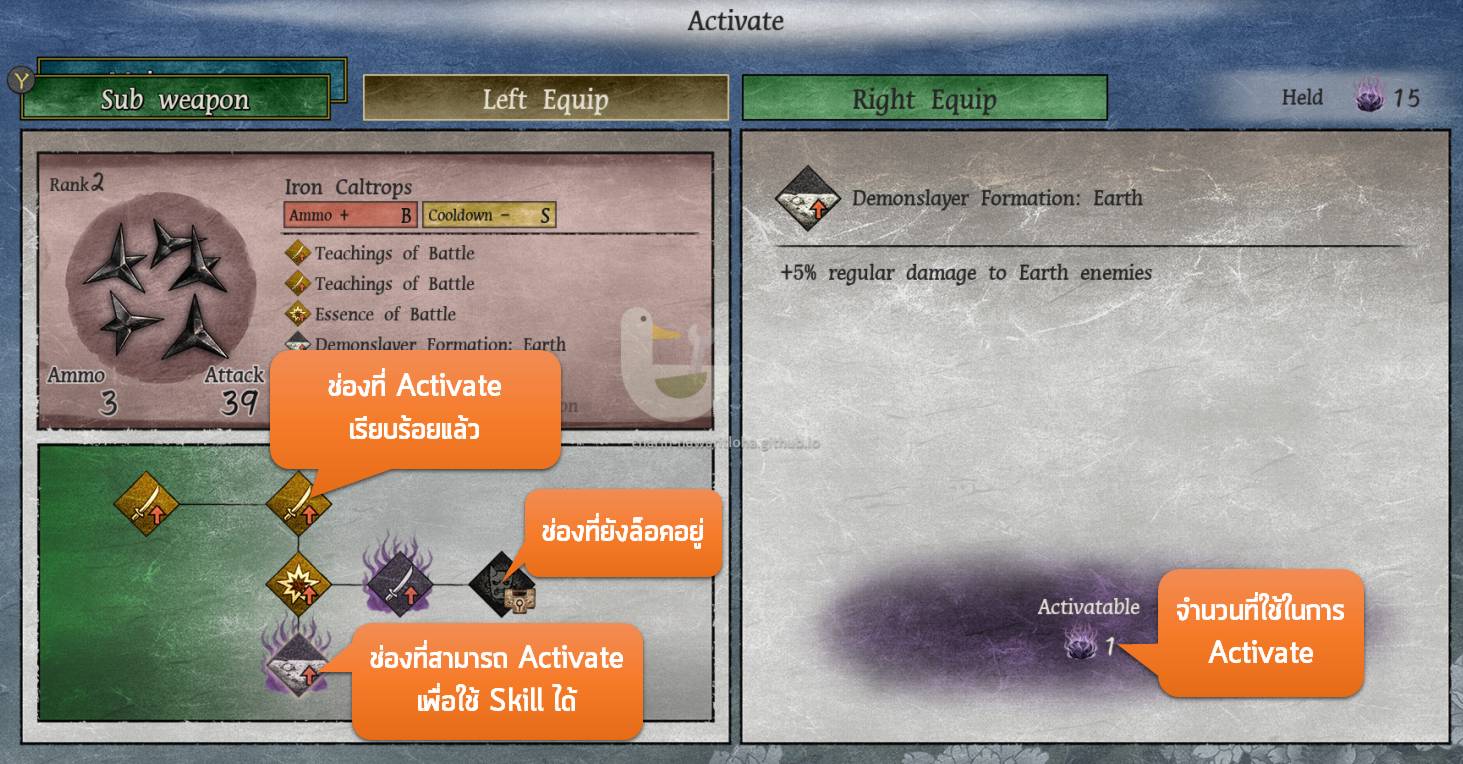 Activate
Y
Sub weapon
Left Equip
Right Equip
Held 15
Rank 2
Iron Caltrops
Ammo + B
Cooldown - S
Teachings of Battle
Teachings of Battle
Essence of Battle
Demonslayer Formation: Earth
Ammo
3
Attack
39
ช่องที่ Activate
เรียบร้อยแล้ว
ช่องที่ยังล็อคอยู่
ช่องที่สามารถ Activate
เพื่อใช้ Skill ได้
Demonslayer Formation: Earth
+5% regular damage to Earth enemies
Activatable
1
จำนวนที่ใช้ในการ
Activate